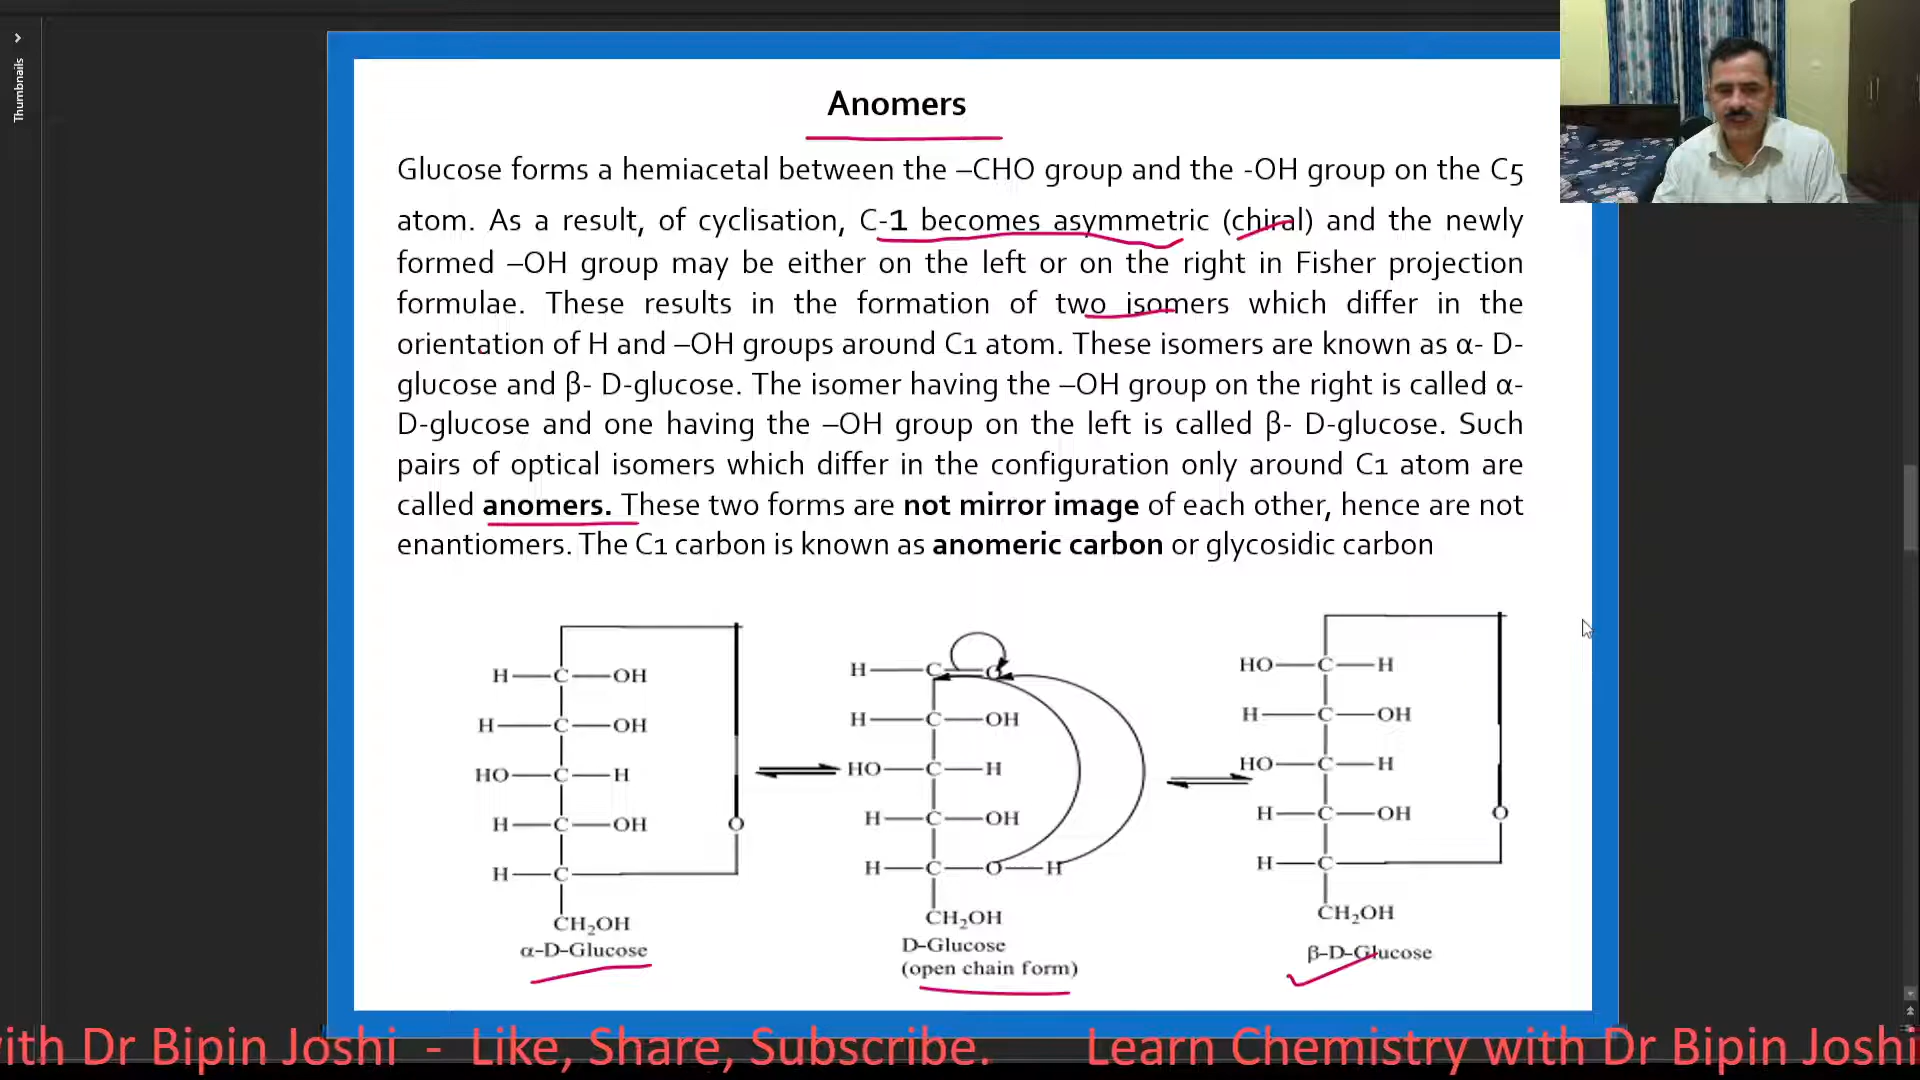 Thumbnails
Anomers
Glucose forms a hemiacetal between the –CHO group and the -OH group on the C5
atom. As a result, of cyclisation, C-1 becomes asymmetric (chiral) and the newly
formed –OH group may be either on the left or on the right in Fisher projection
formulae. These results in the formation of two isomers which differ in the
orientation of H and –OH groups around C1 atom. These isomers are known as α- D-
glucose and β- D-glucose. The isomer having the –OH group on the right is called α-
D-glucose and one having the –OH group on the left is called β- D-glucose. Such
pairs of optical isomers which differ in the configuration only around C1 atom are
called anomers. These two forms are not mirror image of each other, hence are not
enantiomers. The C1 carbon is known as anomeric carbon or glycosidic carbon
H C OH
H C OH
HO C H
H C OH O
H C
CH₂OH
α-D-Glucose
H C O
H C OH
HO C H
H C OH
H C O H
CH₂OH
D-Glucose
(open chain form)
HO C H
H C OH
HO C H
H C OH O
H C
CH₂OH
β-D-Glucose
ith Dr Bipin Joshi - Like, Share, Subscribe. Learn Chemistry with Dr Bipin Joshi